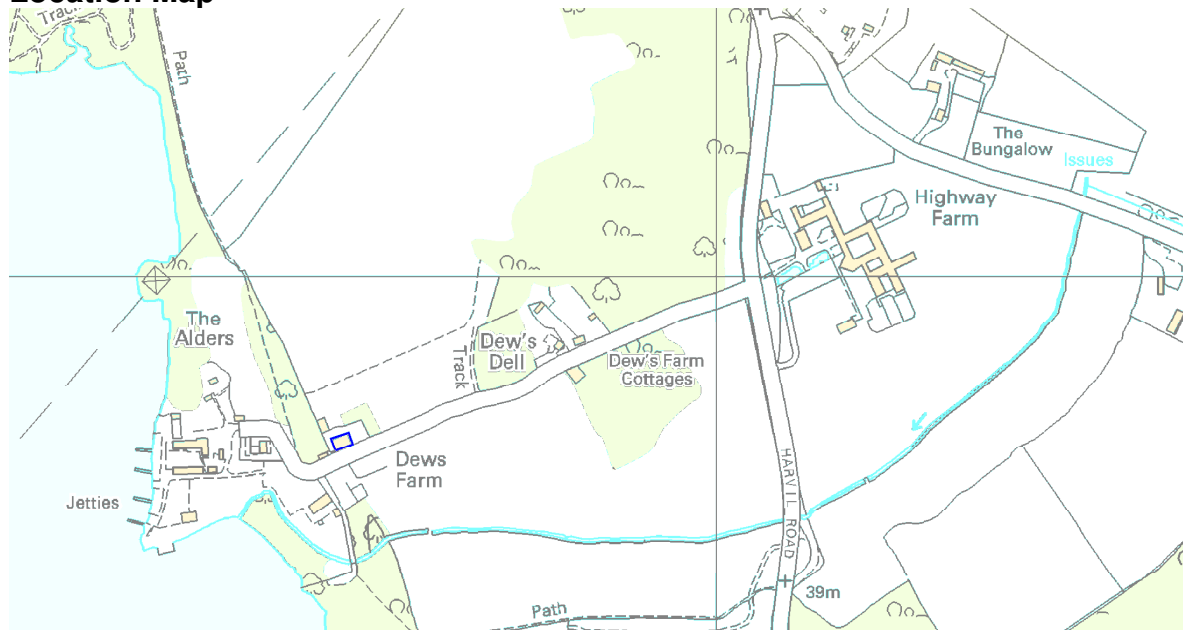 Location Map
Track
Path
The
Bungalow
Issues
Highway
Farm
The
Alders
Dew's
Dell
Track
Dew's Farm
Cottages
Dews
Farm
HARVIL ROAD
Jetties
39m
Path